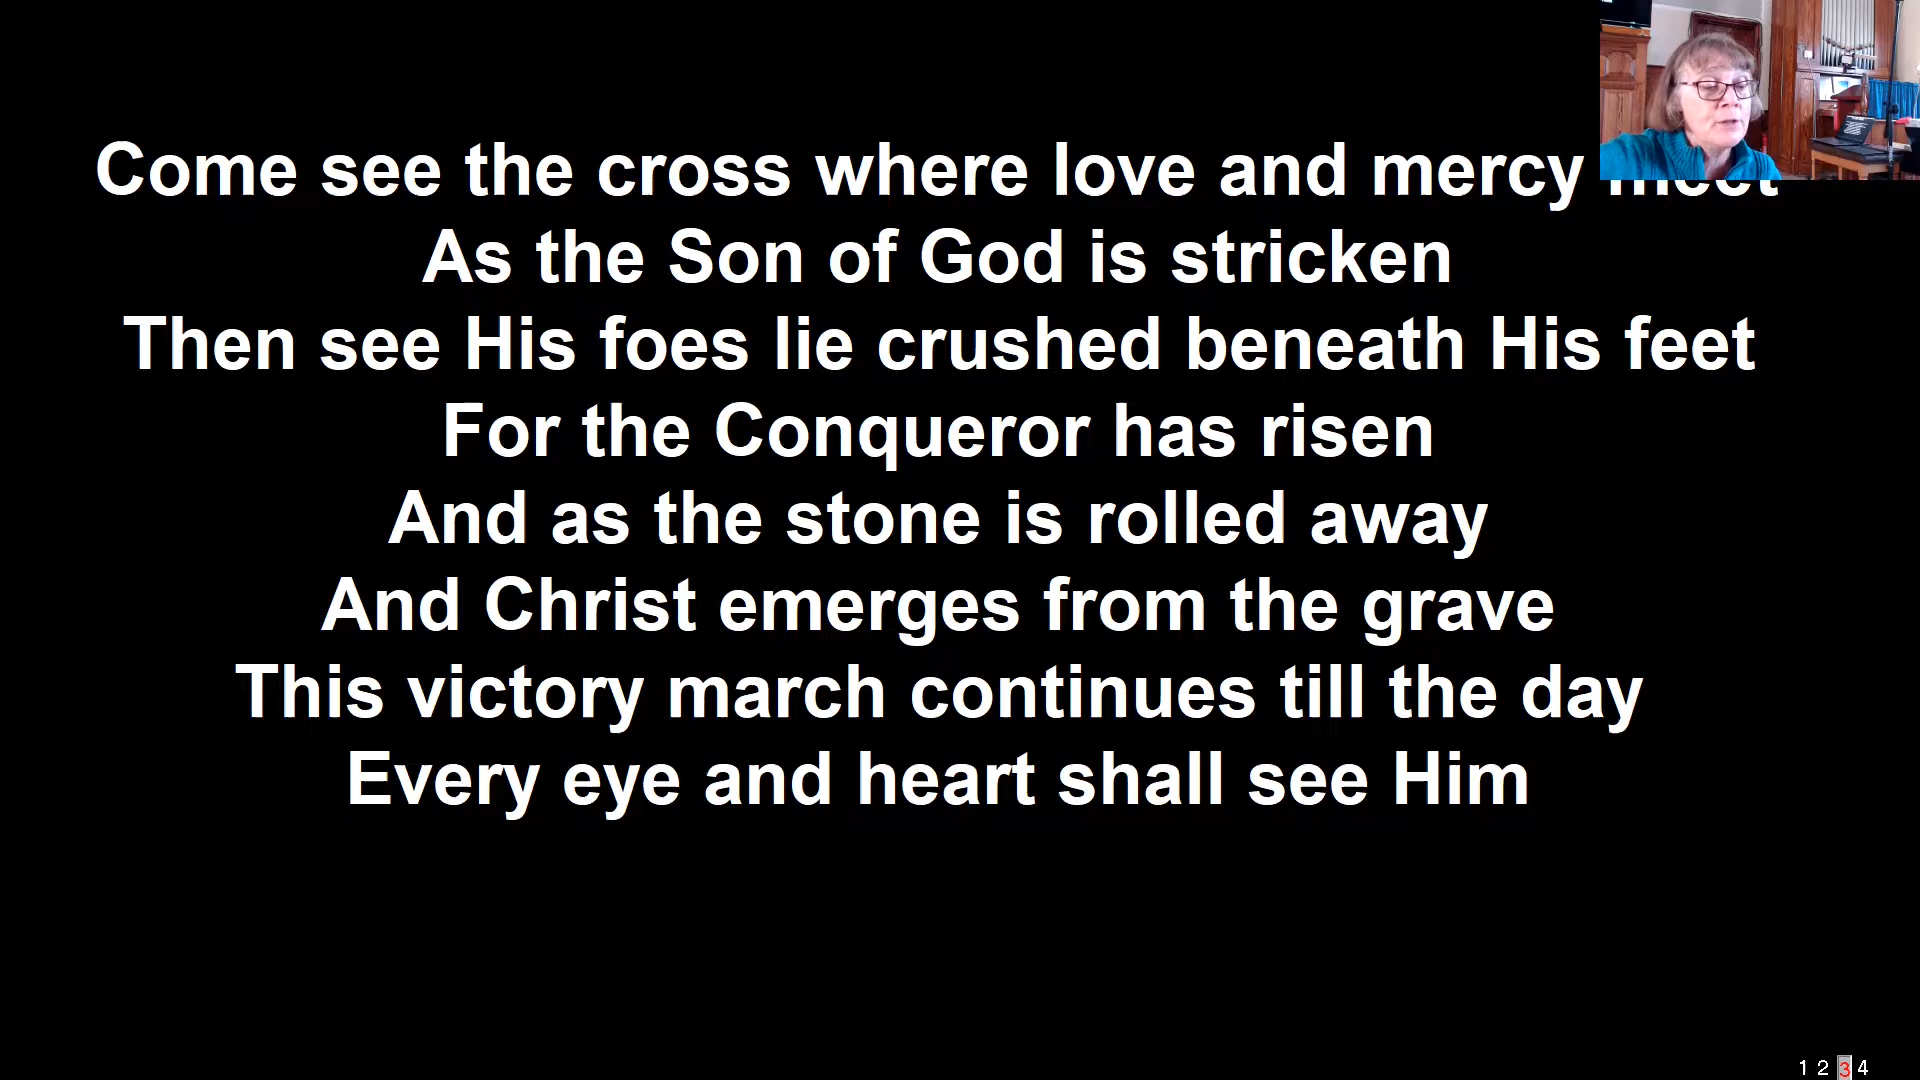 Come see the cross where love and mercy meet
As the Son of God is stricken
Then see His foes lie crushed beneath His feet
For the Conqueror has risen
And as the stone is rolled away
And Christ emerges from the grave
This victory march continues till the day
Every eye and heart shall see Him
1 2 3 4